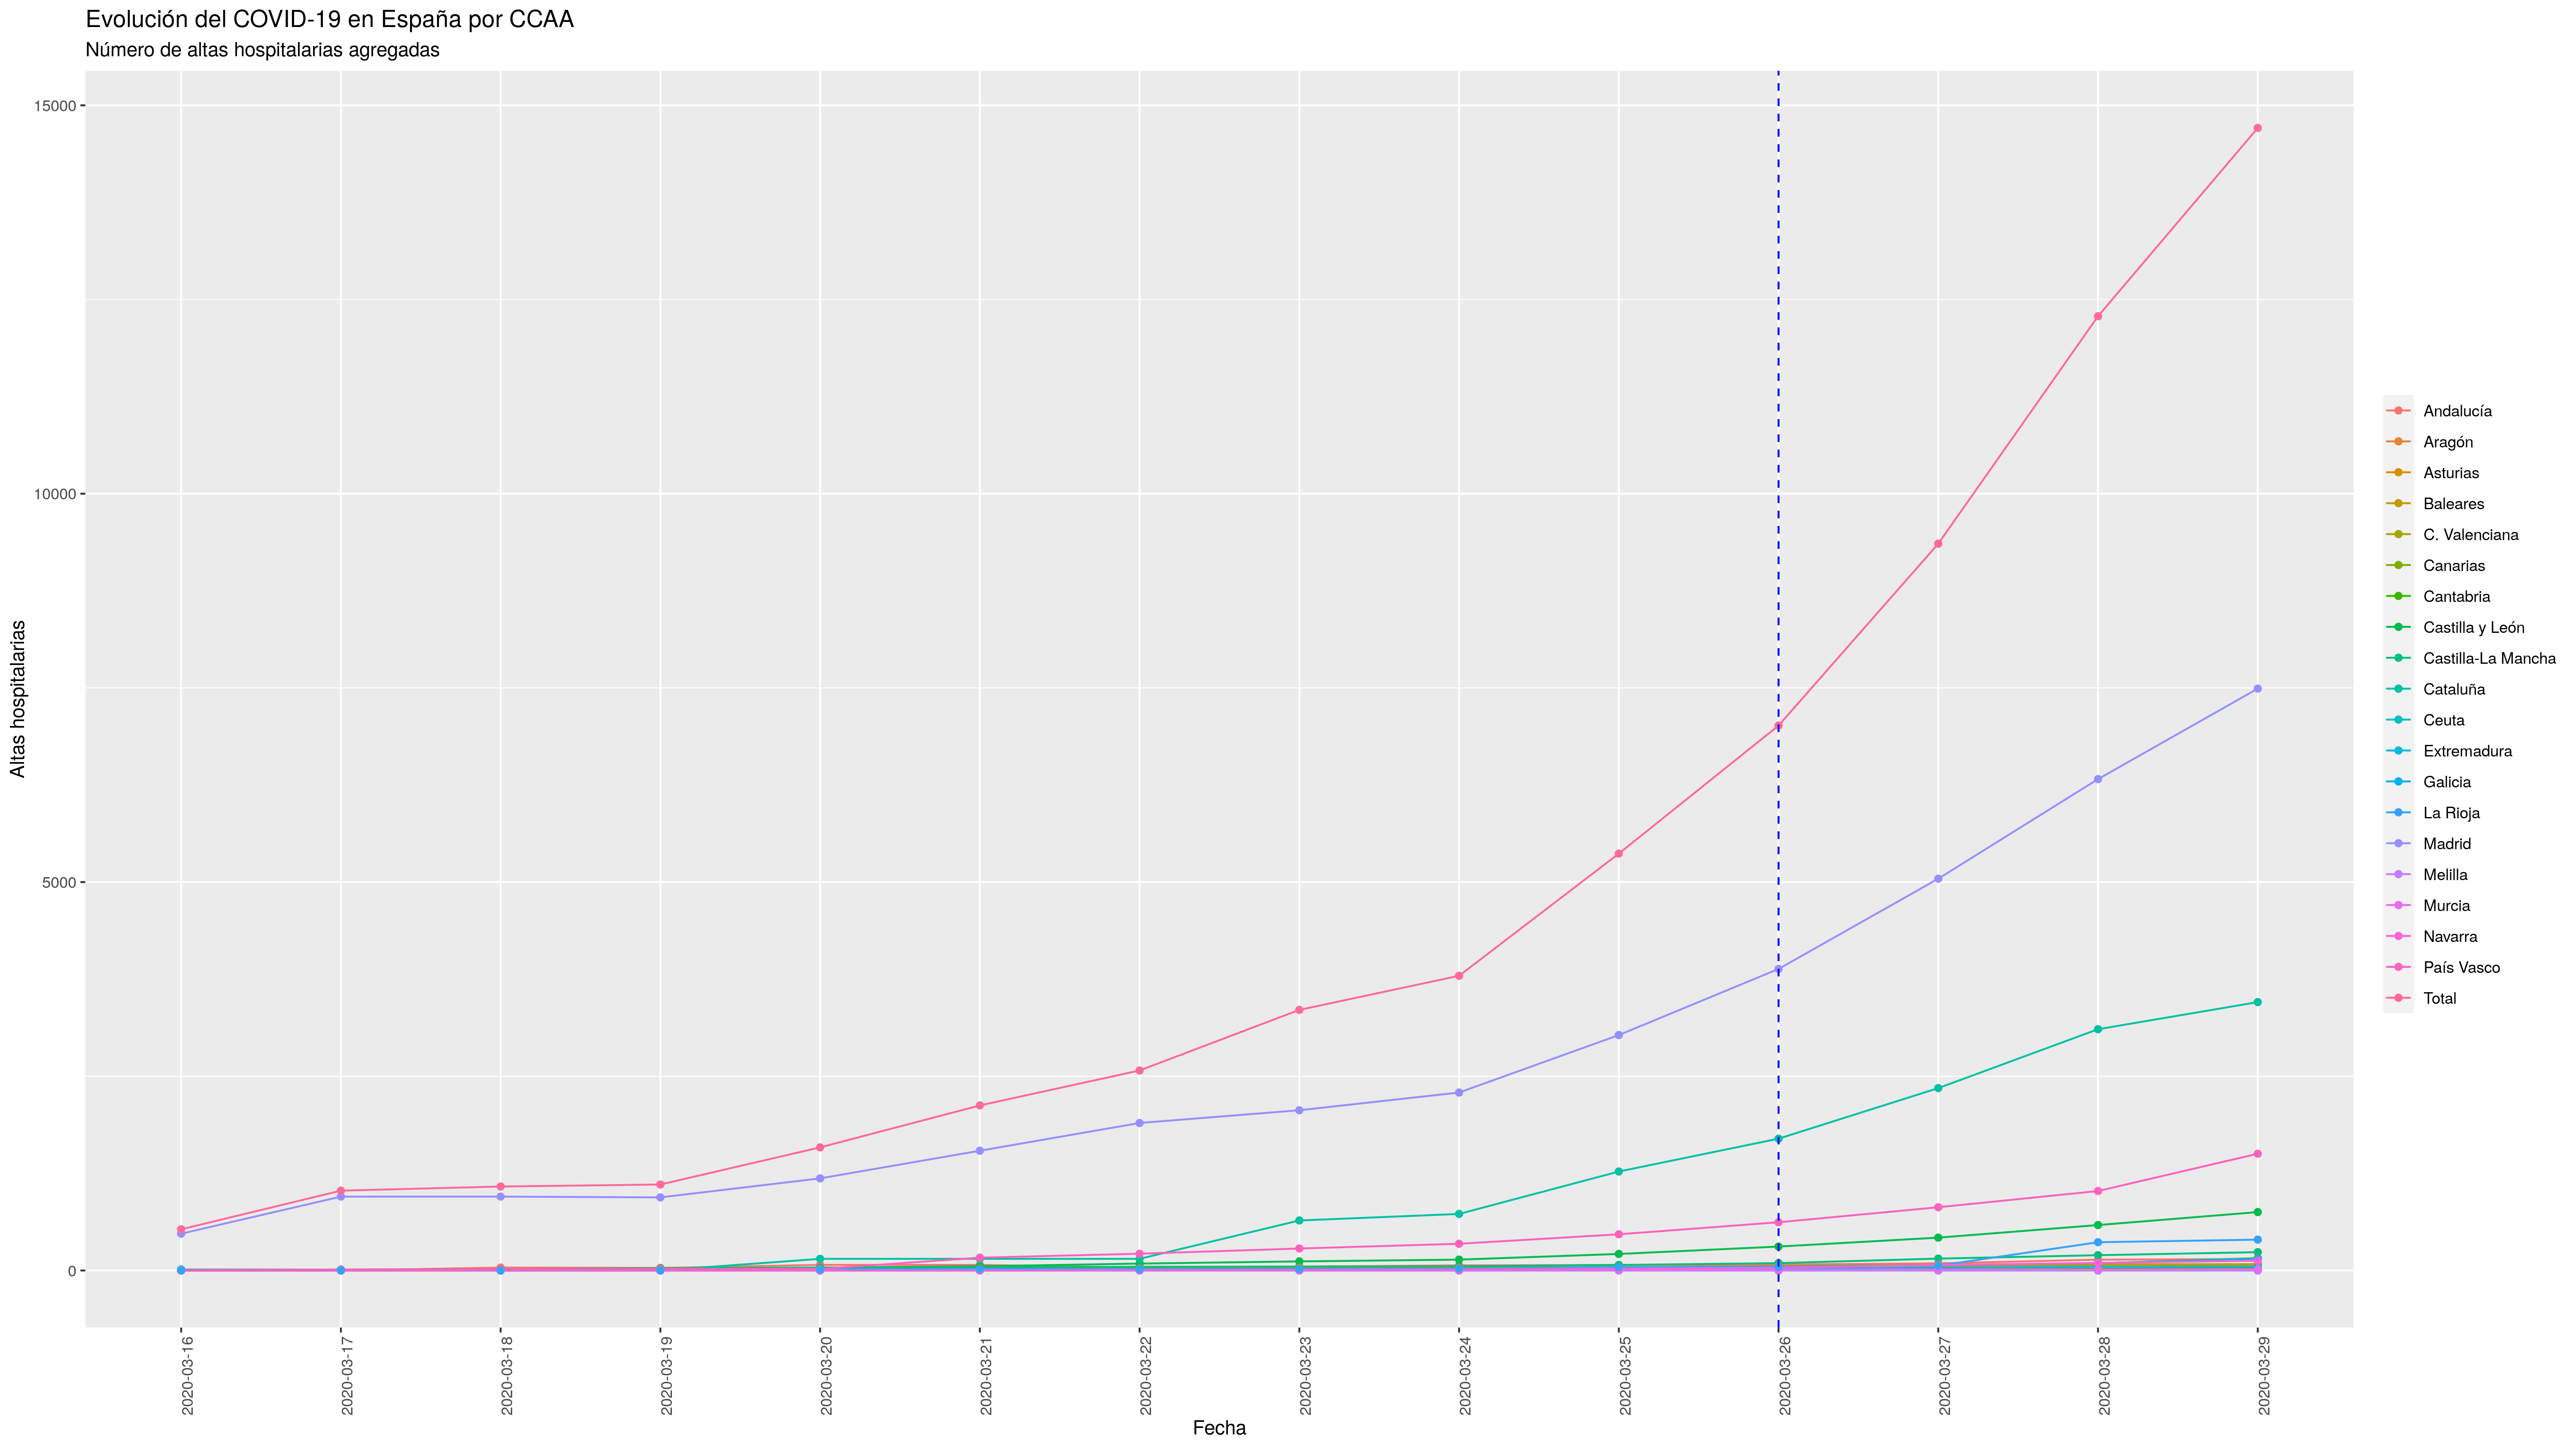 Evolución del COVID-19 en España por CCAA
Número de altas hospitalarias agregadas
Altas hospitalarias
15000
10000
5000
0
2020-03-16
2020-03-17
2020-03-18
2020-03-19
2020-03-20
2020-03-21
2020-03-22
2020-03-23
2020-03-24
2020-03-25
2020-03-26
2020-03-27
2020-03-28
2020-03-29
Fecha
Andalucía
Aragón
Asturias
Baleares
C. Valenciana
Canarias
Cantabria
Castilla y León
Castilla-La Mancha
Cataluña
Ceuta
Extremadura
Galicia
La Rioja
Madrid
Melilla
Murcia
Navarra
País Vasco
Total